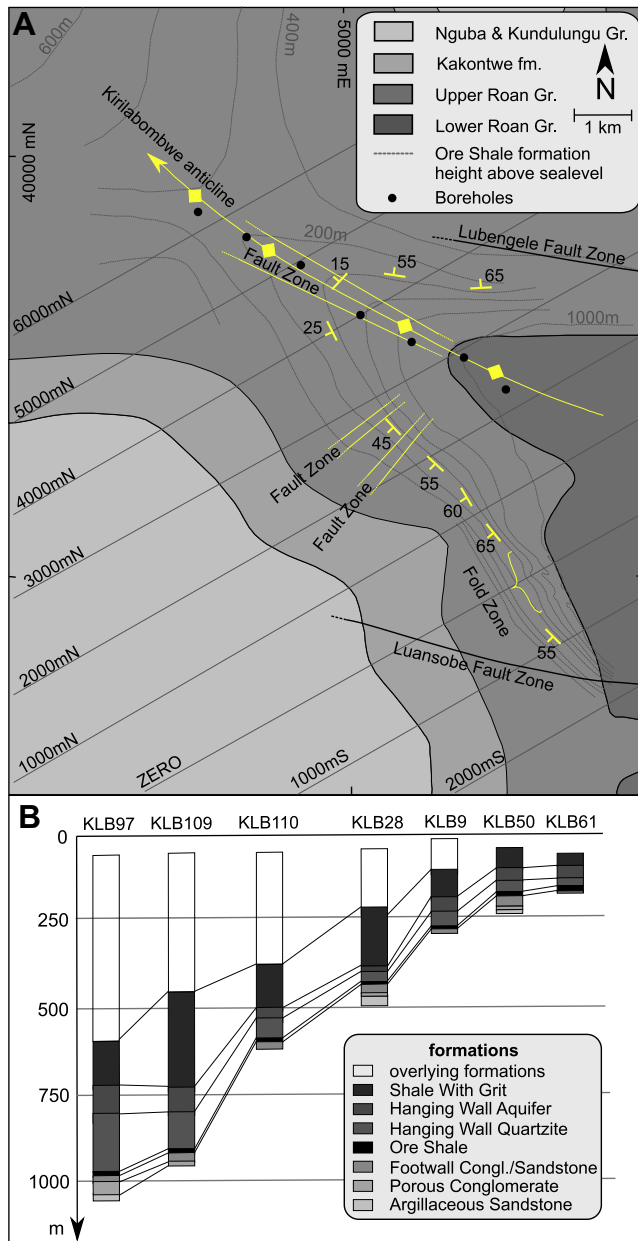 A
600m
400m
5000 mE
Nguba & Kundulungu Gr.
Kakontwe fm.
Upper Roan Gr.
Lower Roan Gr.
Ore Shale formation
height above sealevel
Boreholes
N
1 km
40000 mN
Kirilabombwe anticline
200m
Lubengele Fault Zone
Fault Zone
15
55
65
25
1000m
6000mN
5000mN
4000mN
3000mN
2000mN
1000mN
ZERO
1000mS
2000mS
45
Fault Zone
Fault Zone
55
60
65
Fold Zone
55
Luansobe Fault Zone
B
KLB97 KLB109 KLB110 KLB28 KLB9 KLB50 KLB61
0
250
500
750
1000
m
formations
overlying formations
Shale With Grit
Hanging Wall Aquifer
Hanging Wall Quartzite
Ore Shale
Footwall Congl./Sandstone
Porous Conglomerate
Argillaceous Sandstone